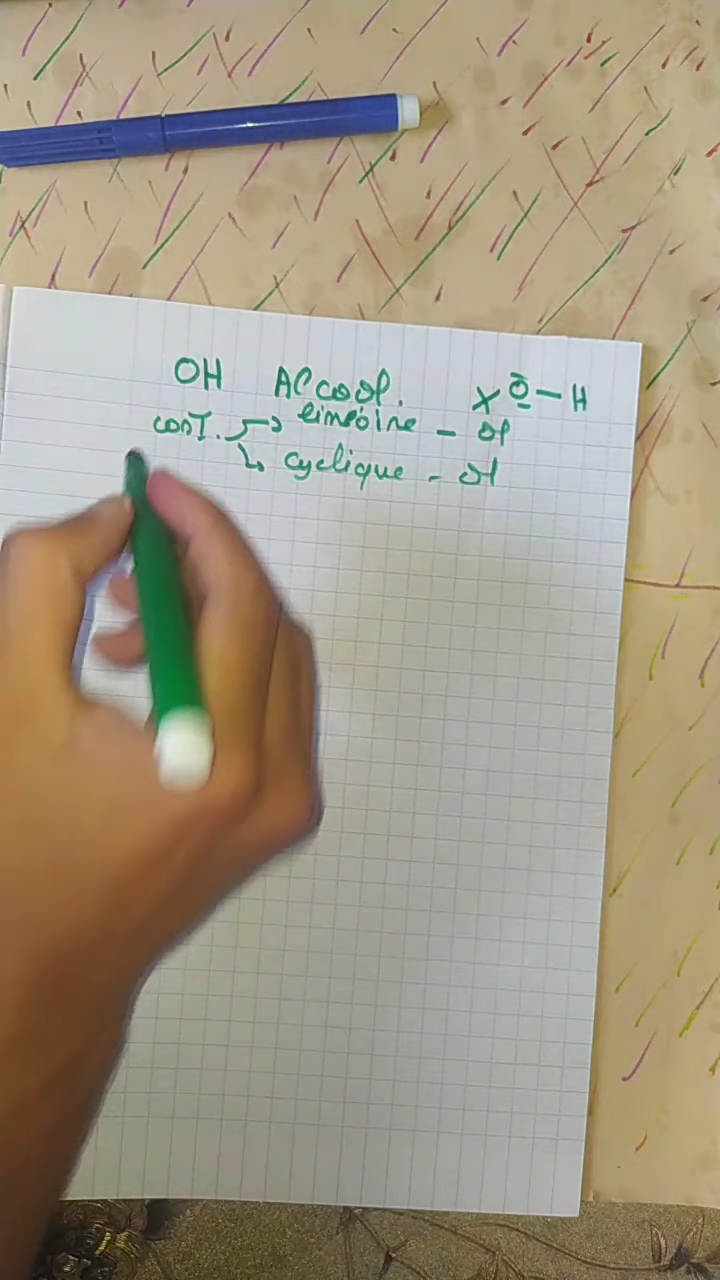 OH Alcool. X O – H
cont. → linéaire – ol
↳ cyclique – ol